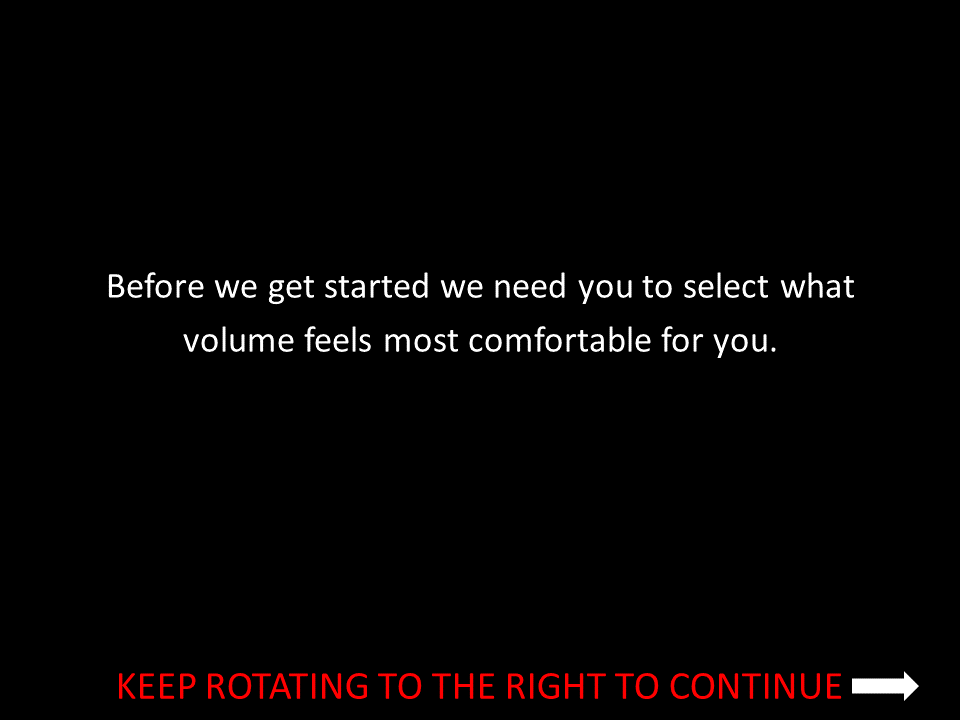 Before we get started we need you to select what
volume feels most comfortable for you.
KEEP ROTATING TO THE RIGHT TO CONTINUE